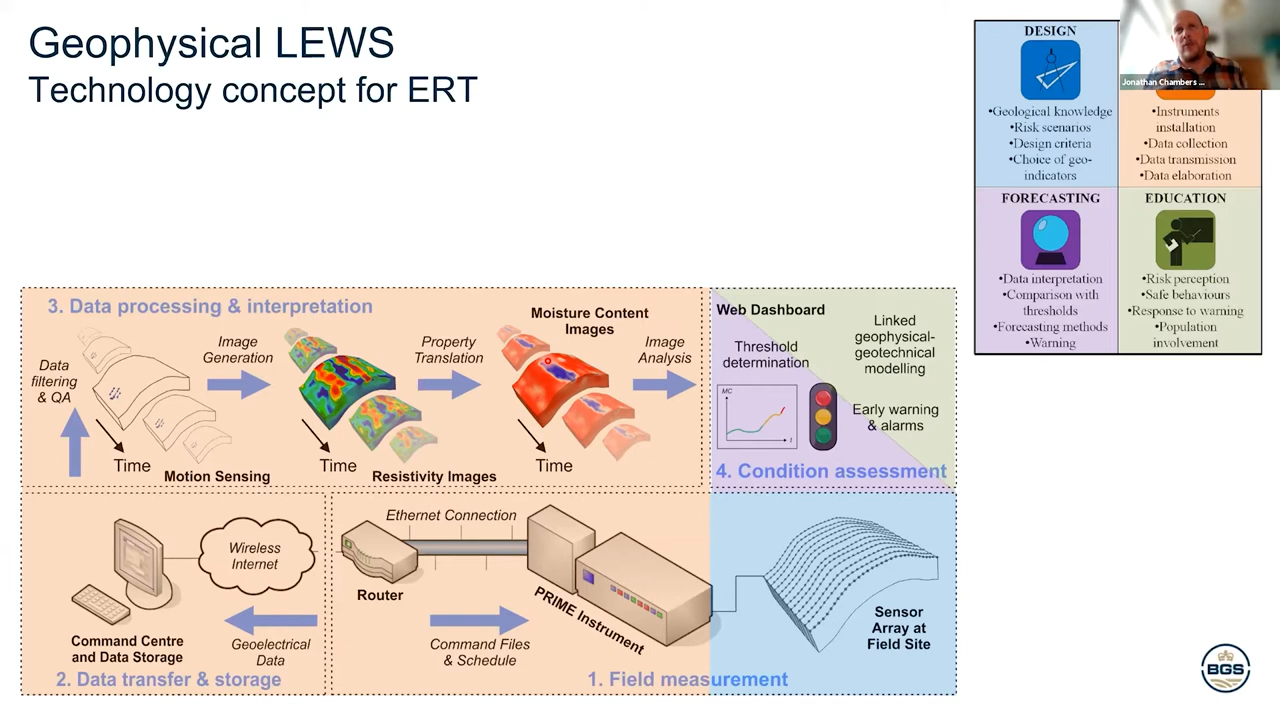 Geophysical LEWS
Technology concept for ERT
DESIGN
•Geological knowledge
•Risk scenarios
•Design criteria
•Choice of geo-
indicators
Jonathan Chambers ...
•Instruments
installation
•Data collection
•Data transmission
•Data elaboration
FORECASTING
•Data interpretation
•Comparison with
thresholds
•Forecasting methods
•Warning
EDUCATION
•Risk perception
•Safe behaviours
•Response to warning
•Population
involvement
3. Data processing & interpretation
Data
filtering
& QA
Time
Motion Sensing
Image
Generation
Time
Resistivity Images
Property
Translation
Moisture Content
Images
Time
Image
Analysis
Web Dashboard
Threshold
determination
MC
t
Linked
geophysical-
geotechnical
modelling
Early warning
& alarms
4. Condition assessment
Wireless
Internet
Command Centre
and Data Storage
Geoelectrical
Data
2. Data transfer & storage
Ethernet Connection
Router
PRIME Instrument
Command Files
& Schedule
Sensor
Array at
Field Site
1. Field measurement
BGS